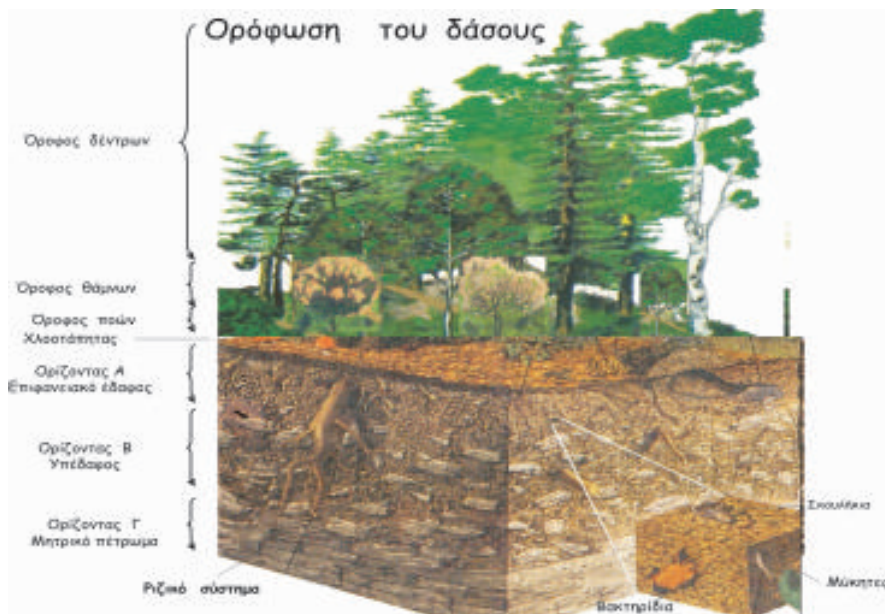 Ορόφωση του δάσους
Όροφος δέντρων
Όροφος θάμνων
Όροφος ποών
Χλοοτάπητας
Ορίζοντας Α
Επιφανειακό έδαφος
Ορίζοντας Β
Υπέδαφος
Ορίζοντας Γ
Μητρικό πέτρωμα
Ριζικό σύστημα
Σκουλήκια
Μύκητες
Βακτηρίδια